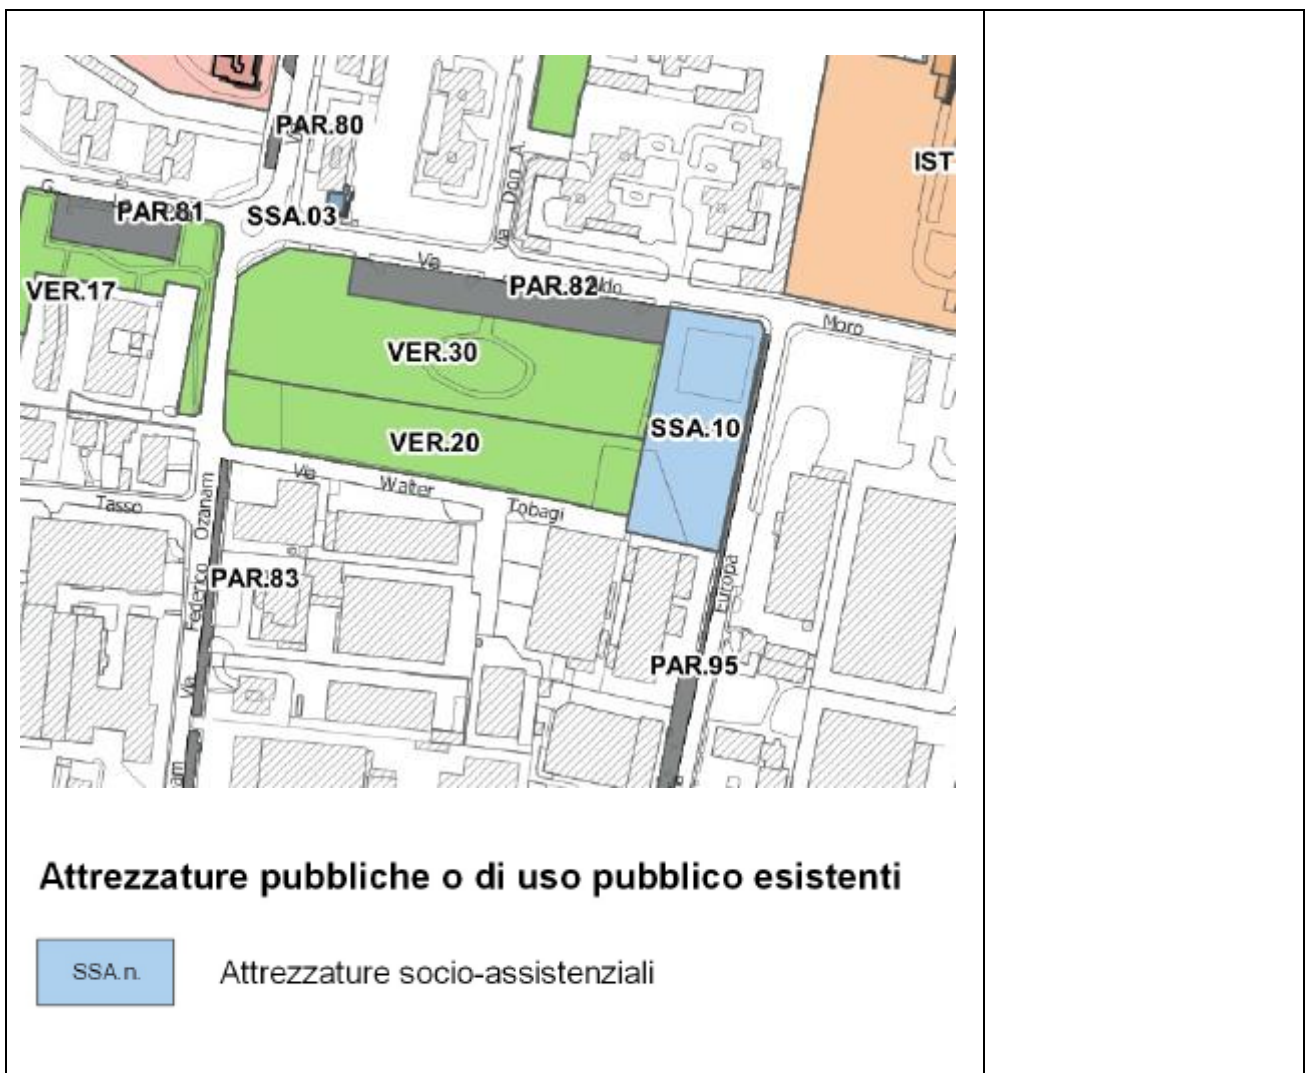 PAR.80
IST
PAR.81
SSA.03
Via Don
VER.17
Via
PAR.82
Moro
VER.30
SSA.10
VER.20
Via Walter Tobagi
Tasso
Federico Ozanam
PAR.83
Europa
PAR.95
Via
am
Attrezzature pubbliche o di uso pubblico esistenti
SSA.n.
Attrezzature socio-assistenziali